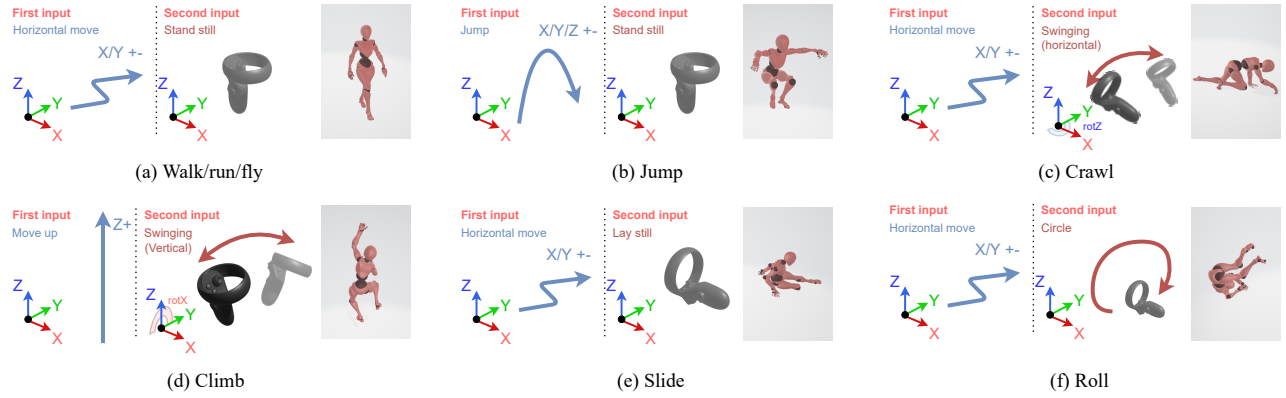 First input
Horizontal move
X/Y +-
Z
Y
X
Second input
Stand still
Z
Y
X
(a) Walk/run/fly
First input
Jump
X/Y/Z +-
Z
Y
X
Second input
Stand still
Z
Y
X
(b) Jump
First input
Horizontal move
X/Y +-
Z
Y
X
Second input
Swinging
(horizontal)
Z
Y
rotZ
X
(c) Crawl
First input
Move up
Z+
Z
Y
X
Second input
Swinging
(Vertical)
Z
rotX
Y
X
(d) Climb
First input
Horizontal move
X/Y +-
Z
Y
X
Second input
Lay still
Z
Y
X
(e) Slide
First input
Horizontal move
X/Y +-
Z
Y
X
Second input
Circle
Z
Y
X
(f) Roll